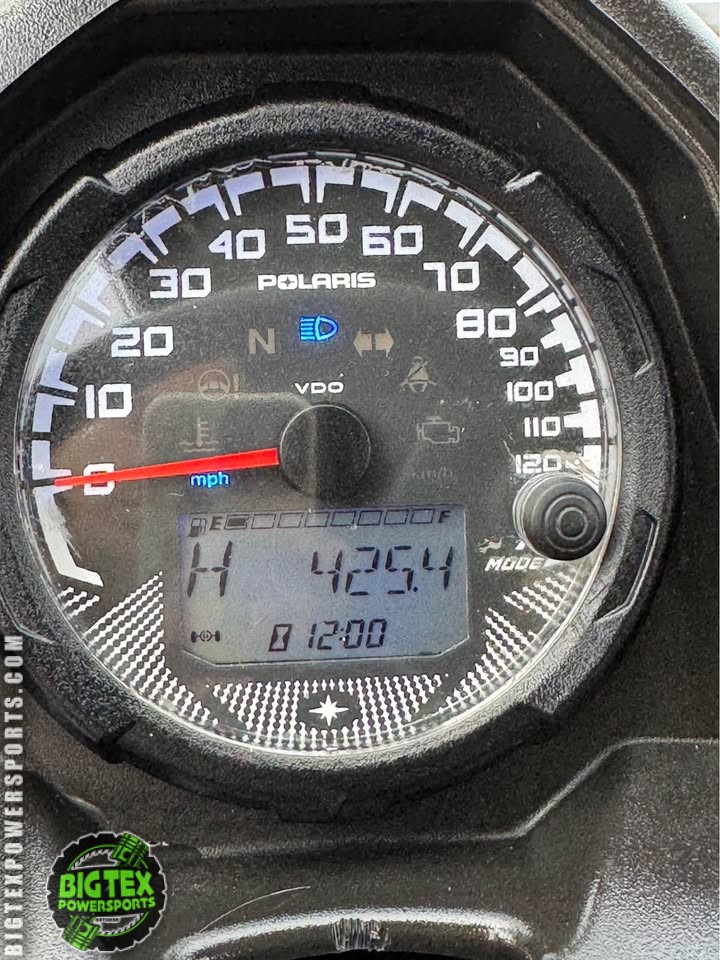 50
40 60
30 70
POLARIS
20 N 80
90
VDO
10 100
110
0 mph km/h 120
E F
H 425.4
MODE
12:00
BIGTEXPOWERSPORTS.COM
BIGTEX
POWERSPORTS